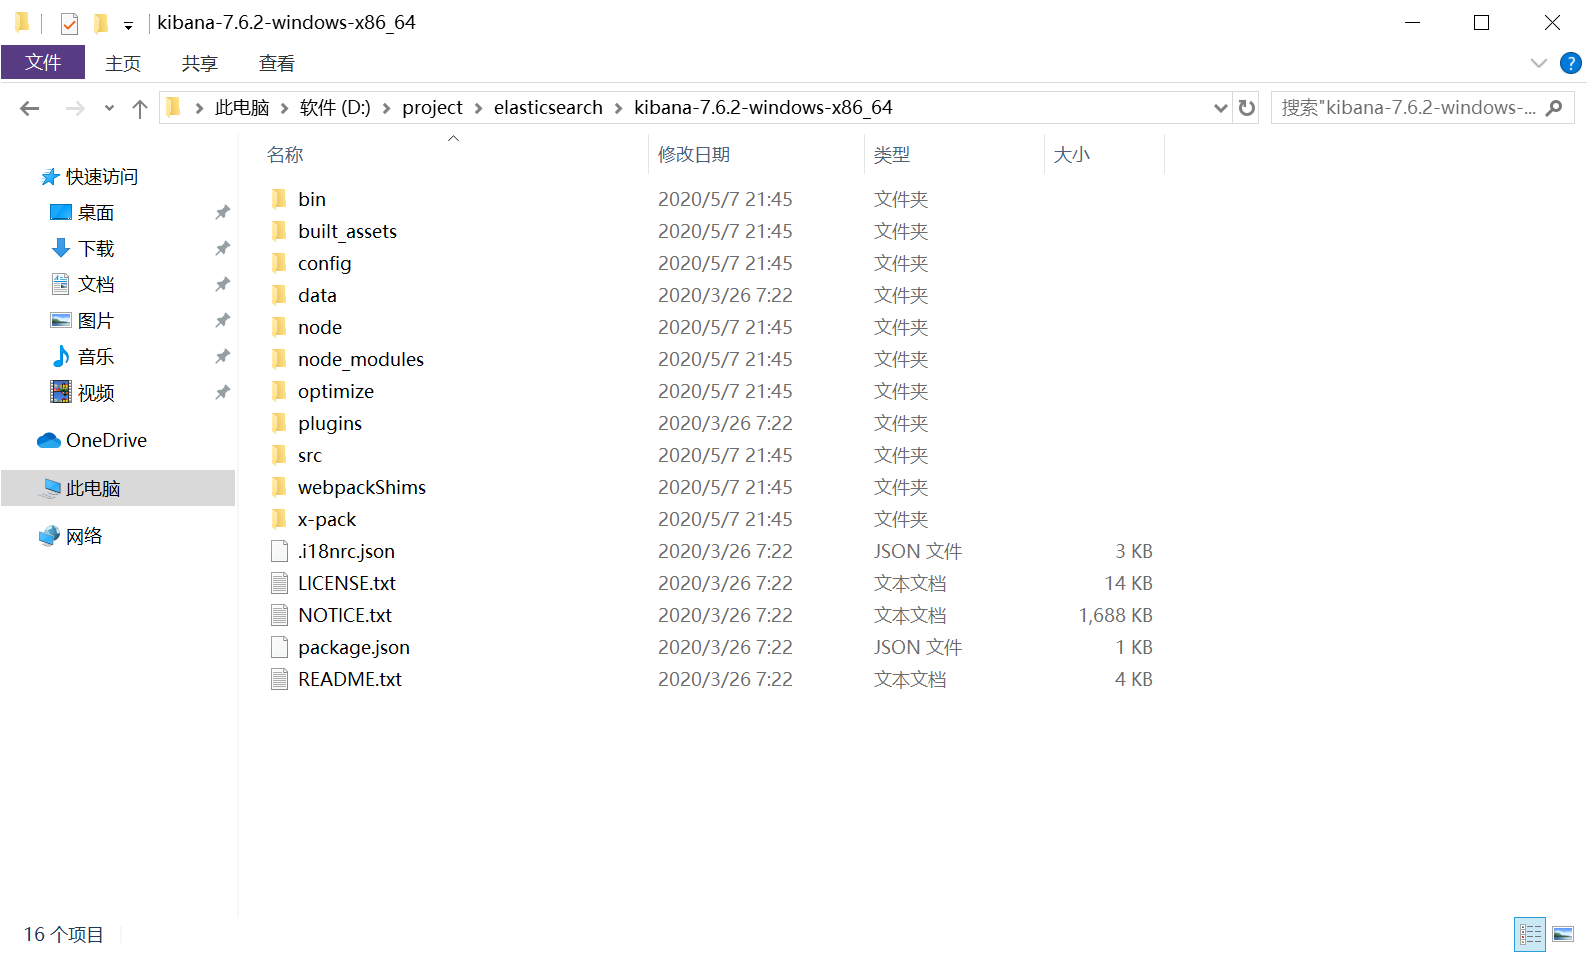 kibana-7.6.2-windows-x86_64
文件 主页 共享 查看
此电脑 软件 (D:) project elasticsearch kibana-7.6.2-windows-x86_64 搜索"kibana-7.6.2-windows-...
名称 修改日期 类型 大小
快速访问
桌面
下载
文档
图片
音乐
视频
OneDrive
此电脑
网络
bin 2020/5/7 21:45 文件夹
built_assets 2020/5/7 21:45 文件夹
config 2020/5/7 21:45 文件夹
data 2020/3/26 7:22 文件夹
node 2020/5/7 21:45 文件夹
node_modules 2020/5/7 21:45 文件夹
optimize 2020/5/7 21:45 文件夹
plugins 2020/3/26 7:22 文件夹
src 2020/5/7 21:45 文件夹
webpackShims 2020/5/7 21:45 文件夹
x-pack 2020/5/7 21:45 文件夹
.i18nrc.json 2020/3/26 7:22 JSON 文件 3 KB
LICENSE.txt 2020/3/26 7:22 文本文档 14 KB
NOTICE.txt 2020/3/26 7:22 文本文档 1,688 KB
package.json 2020/3/26 7:22 JSON 文件 1 KB
README.txt 2020/3/26 7:22 文本文档 4 KB
16 个项目